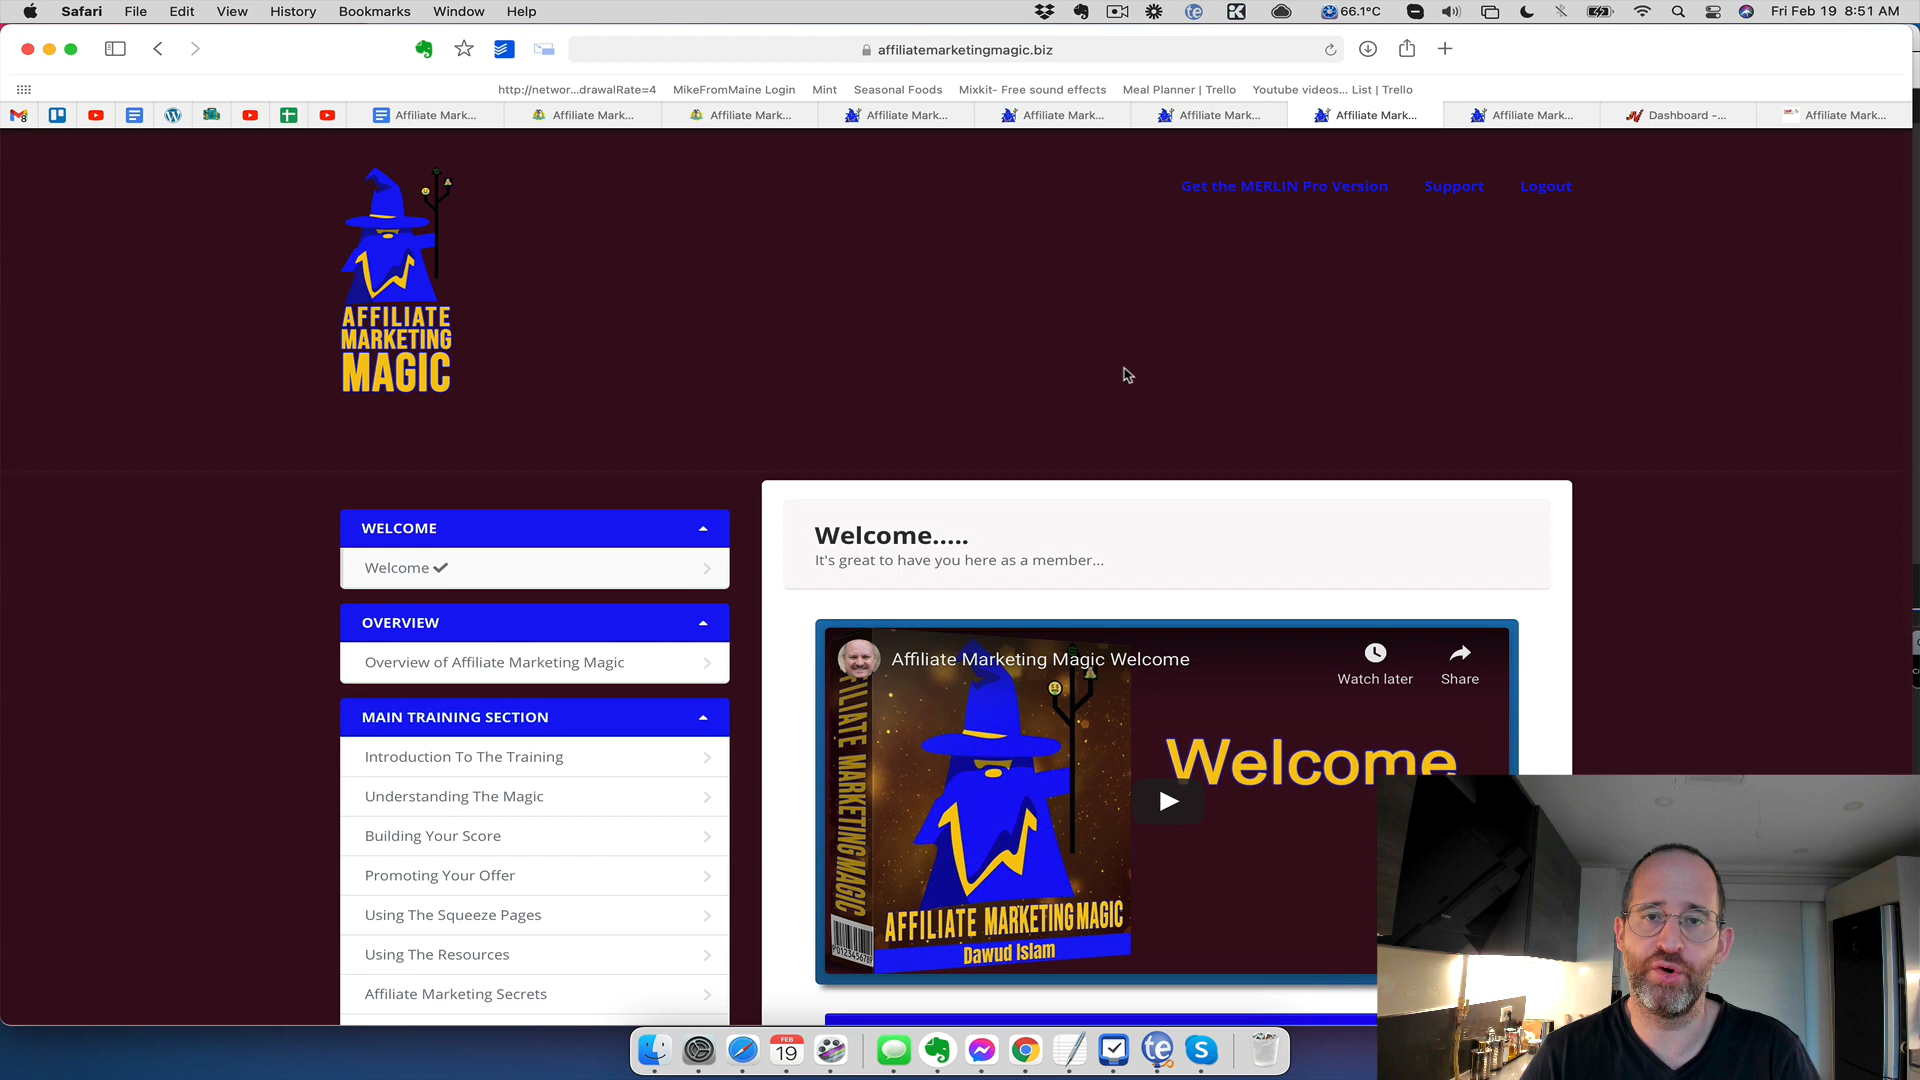 Safari File Edit View History Bookmarks Window Help 66.1°C Fri Feb 19 8:51 AM
affiliatemarketingmagic.biz
http://networ...drawalRate=4 MikeFromMaine Login Mint Seasonal Foods Mixkit- Free sound effects Meal Planner | Trello Youtube videos... List | Trello
Affiliate Mark... Affiliate Mark... Affiliate Mark... Affiliate Mark... Affiliate Mark... Affiliate Mark... Affiliate Mark... Affiliate Mark... Dashboard -... Affiliate Mark...
Get the MERLIN Pro Version Support Logout
AFFILIATE
MARKETING
MAGIC
WELCOME
Welcome
OVERVIEW
Overview of Affiliate Marketing Magic
MAIN TRAINING SECTION
Introduction To The Training
Understanding The Magic
Building Your Score
Promoting Your Offer
Using The Squeeze Pages
Using The Resources
Affiliate Marketing Secrets
Welcome.....
It's great to have you here as a member...
Affiliate Marketing Magic Welcome
Watch later
Share
Welcome
AFFILIATE MARKETING MAGIC
Dawud Islam
FEB
19